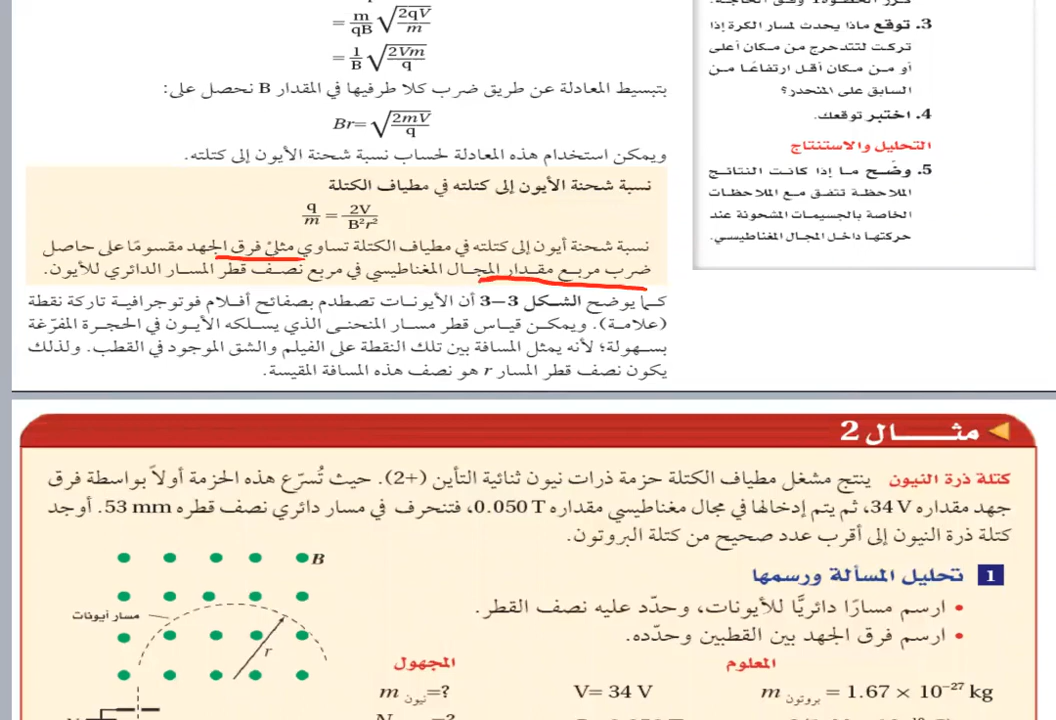 = m/qB √(2qV/m)
= 1/B √(2Vm/q)
بتبسيط المعادلة عن طريق ضرب كلا طرفيها في المقدار B نحصل على:
Br= √(2mV/q)
ويمكن استخدام هذه المعادلة لحساب نسبة شحنة الأيون إلى كتلته.
نسبة شحنة الأيون إلى كتلته في مطياف الكتلة
q/m = 2V/B²r²
نسبة شحنة أيون إلى كتلته في مطياف الكتلة تساوي مثلي فرق الجهد مقسومًا على حاصل
ضرب مربع مقدار المجال المغناطيسي في مربع نصف قطر المسار الدائري للأيون.
كما يوضح الشكل 3-3 أن الأيونات تصطدم بصفائح أفلام فوتوجرافية تاركة نقطة
(علامة). ويمكن قياس قطر مسار المنحنى الذي يسلكه الأيون في الحجرة المفرّغة
بسهولة؛ لأنه يمثل المسافة بين تلك النقطة على الفيلم والشق الموجود في القطب. ولذلك
يكون نصف قطر المسار r هو نصف هذه المسافة المقيسة.
3. توقع ماذا يحدث لمسار الكرة إذا
تركت لتتدحرج من مكان أعلى
أو من مكان أقل ارتفاعًا من
السابق على المنحدر؟
4. اختبر توقعك.
التحليل والاستنتاج
5. وضّح ما إذا كانت النتائج
الملاحظة تتفق مع الملاحظات
الخاصة بالجسيمات المشحونة عند
حركتها داخل المجال المغناطيسي.
مثال 2
كتلة ذرة النيون ينتج مشغل مطياف الكتلة حزمة ذرات نيون ثنائية التأين (+2). حيث تُسرّع هذه الحزمة أولاً بواسطة فرق
جهد مقداره 34 V، ثم يتم إدخالها في مجال مغناطيسي مقداره 0.050 T، فتنحرف في مسار دائري نصف قطره 53 mm. أوجد
كتلة ذرة النيون إلى أقرب عدد صحيح من كتلة البروتون.
1 تحليل المسألة ورسمها
• ارسم مسارًا دائريًّا للأيونات، وحدّد عليه نصف القطر.
• ارسم فرق الجهد بين القطبين وحدّده.
المعلوم
المجهول
m بروتون = 1.67 × 10⁻²⁷ kg
V= 34 V
m نيون =?
B
مسار أيونات
r